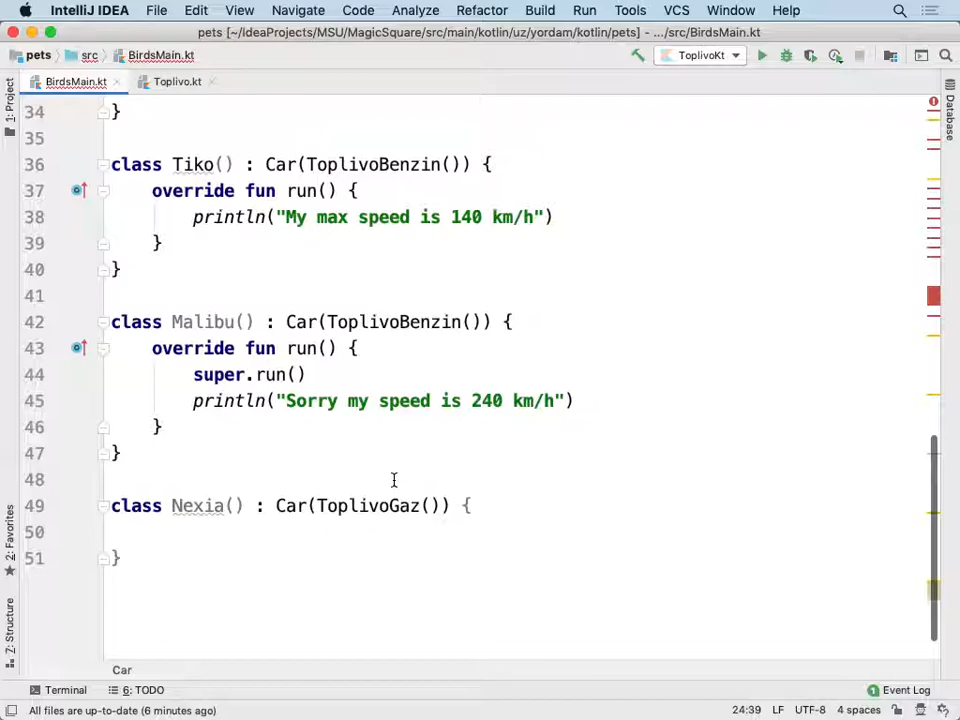 IntelliJ IDEA File Edit View Navigate Code Analyze Refactor Build Run Tools VCS Window Help
pets [~/IdeaProjects/MSU/MagicSquare/src/main/kotlin/uz/yordam/kotlin/pets] - .../src/BirdsMain.kt
pets src BirdsMain.kt ToplivoKt
BirdsMain.kt Toplivo.kt
1: Project
Database
34 }
35
36 class Tiko() : Car(ToplivoBenzin()) {
37 override fun run() {
38 println("My max speed is 140 km/h")
39 }
40 }
41
42 class Malibu() : Car(ToplivoBenzin()) {
43 override fun run() {
44 super.run()
45 println("Sorry my speed is 240 km/h")
46 }
47 }
48
49 class Nexia() : Car(ToplivoGaz()) {
50
51 }
2: Favorites
7: Structure
Car
Terminal 6: TODO 1 Event Log
All files are up-to-date (6 minutes ago) 24:39 LF UTF-8 4 spaces